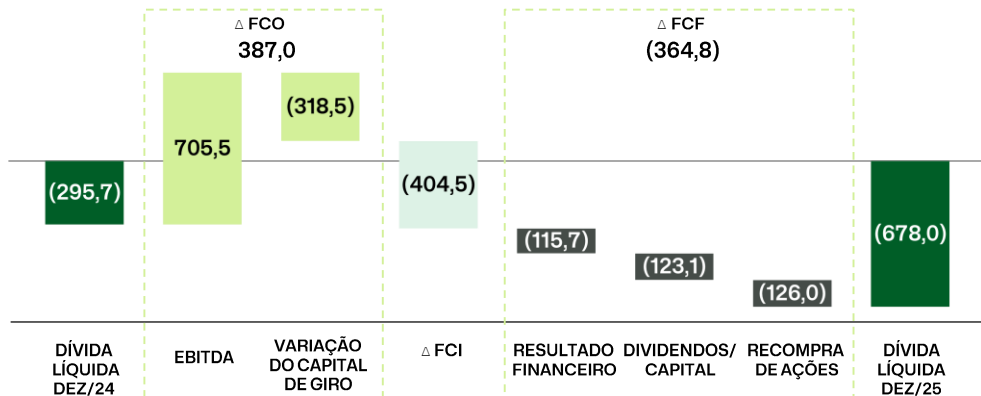 △ FCO
387,0
△ FCF
(364,8)
(295,7)
705,5
(318,5)
(404,5)
(115,7)
(123,1)
(126,0)
(678,0)
DÍVIDA
LÍQUIDA
DEZ/24
EBITDA
VARIAÇÃO
DO CAPITAL
DE GIRO
△ FCI
RESULTADO
FINANCEIRO
DIVIDENDOS/
CAPITAL
RECOMPRA
DE AÇÕES
DÍVIDA
LÍQUIDA
DEZ/25